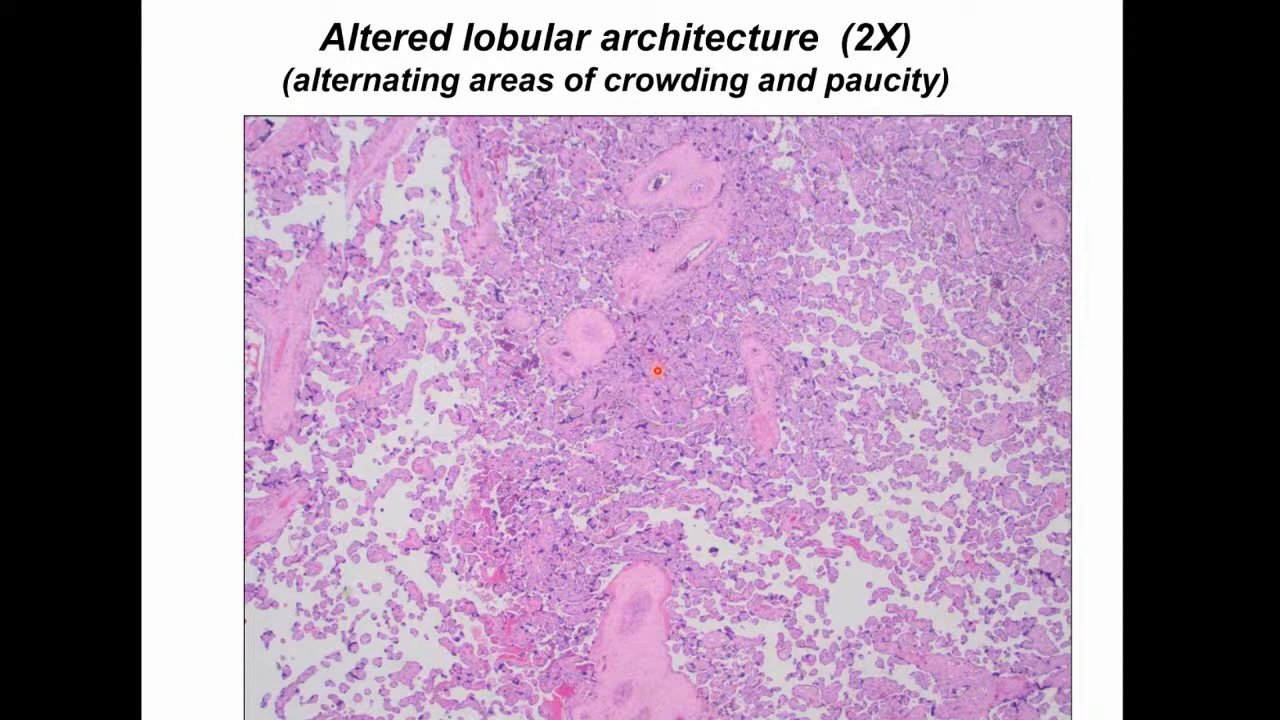 Altered lobular architecture (2X)
(alternating areas of crowding and paucity)